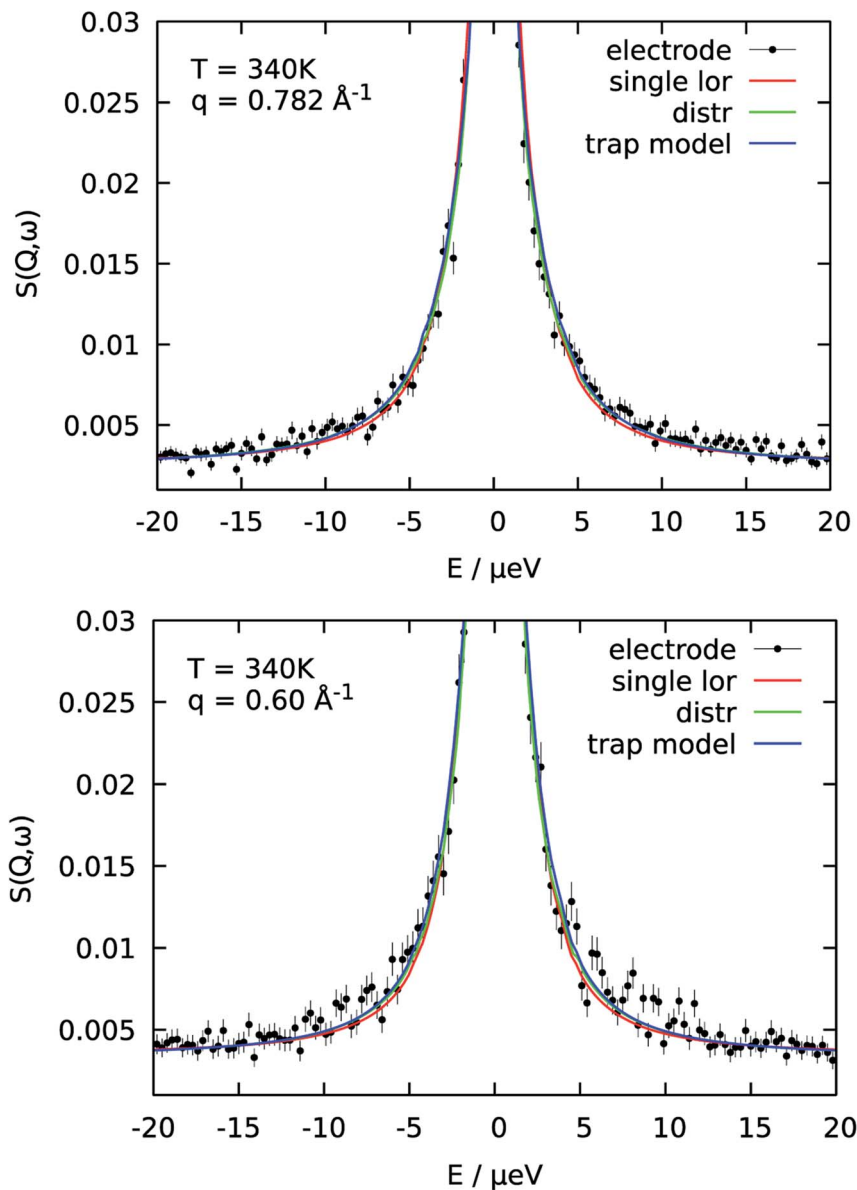 0.03
0.025
0.02
0.015
0.01
0.005
S(Q,ω)
T = 340K
q = 0.782 Å⁻¹
electrode
single lor
distr
trap model
-20 -15 -10 -5 0 5 10 15 20
E / μeV
0.03
0.025
0.02
0.015
0.01
0.005
S(Q,ω)
T = 340K
q = 0.60 Å⁻¹
electrode
single lor
distr
trap model
-20 -15 -10 -5 0 5 10 15 20
E / μeV